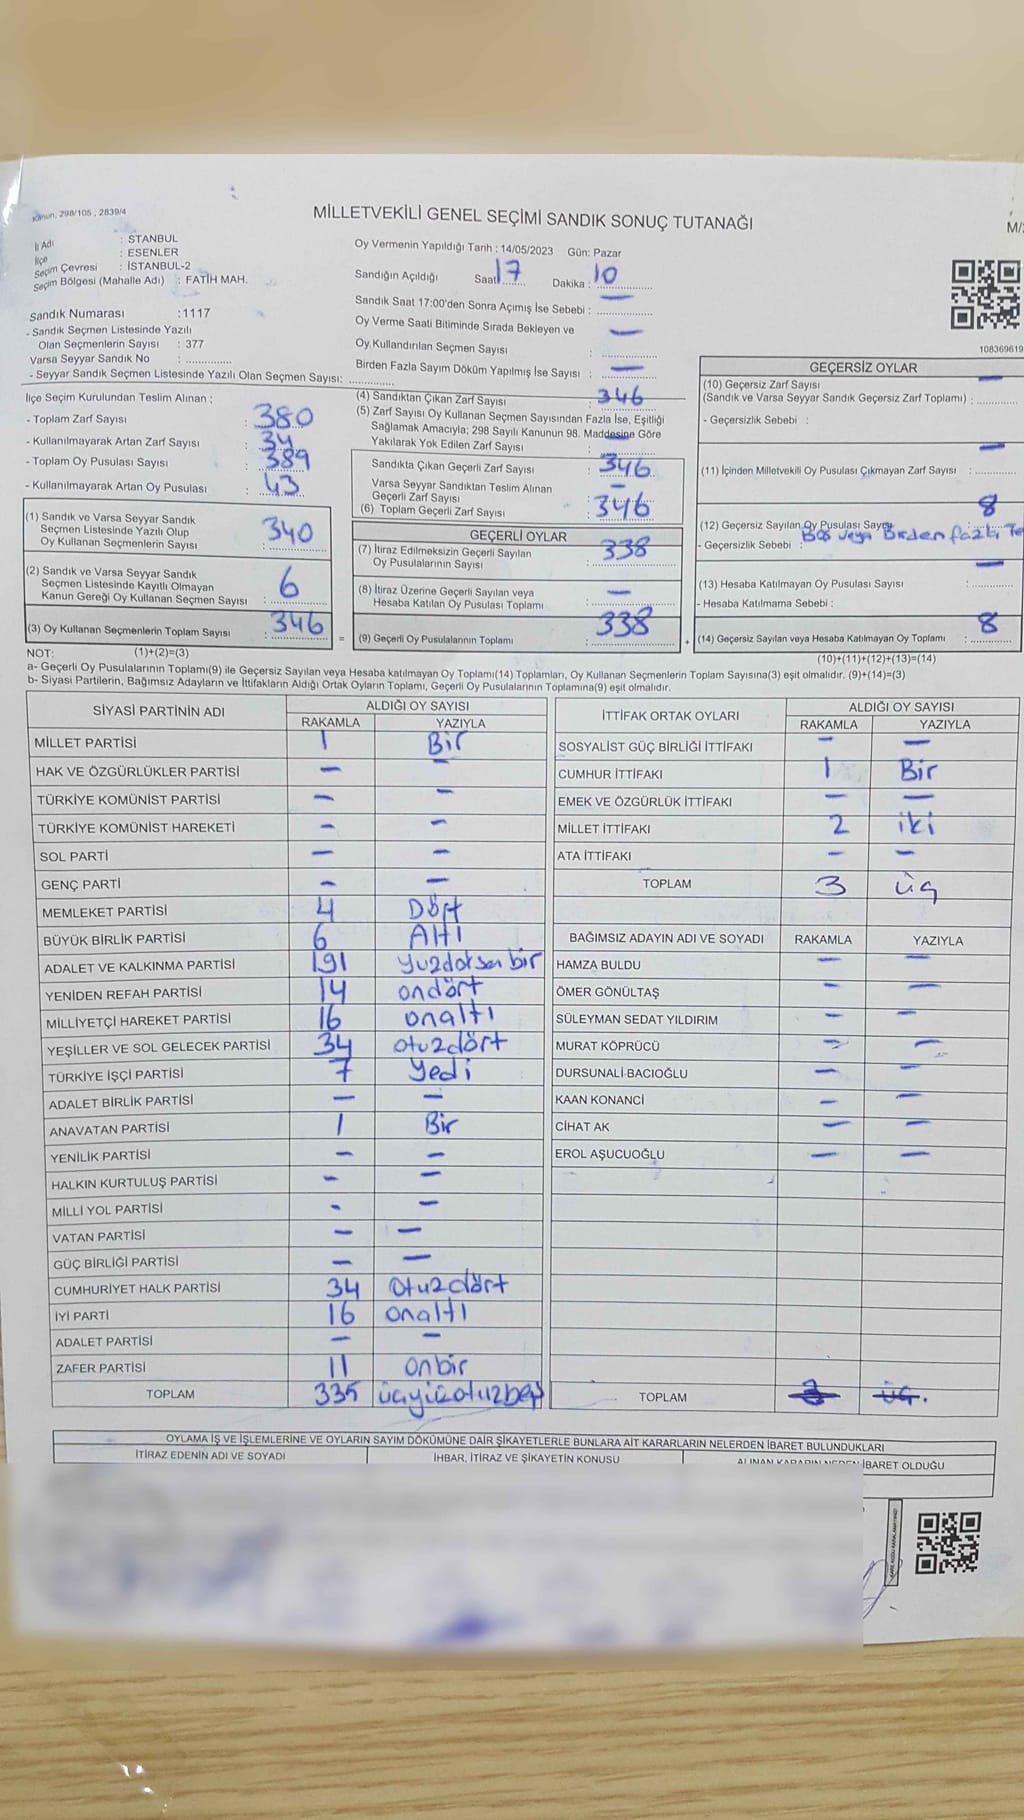 Kanun, 298/105 , 2839/4
MİLLETVEKİLİ GENEL SEÇİMİ SANDIK SONUÇ TUTANAĞI
M/
İl Adı : STANBUL
İlçe : ESENLER
Seçim Çevresi : İSTANBUL-2
Seçim Bölgesi (Mahalle Adı) : FATİH MAH.
Sandık Numarası :1117
- Sandık Seçmen Listesinde Yazılı
Olan Seçmenlerin Sayısı : 377
Varsa Seyyar Sandık No : ..............
- Seyyar Sandık Seçmen Listesinde Yazılı Olan Seçmen Sayısı: ..............
Oy Vermenin Yapıldığı Tarih : 14/05/2023 Gün: Pazar
Sandığın Açıldığı Saat 17 Dakika : 10
Sandık Saat 17:00'den Sonra Açımış İse Sebebi : —
Oy Verme Saati Bitiminde Sırada Bekleyen ve
Oy Kullandırılan Seçmen Sayısı : —
Birden Fazla Sayım Döküm Yapılmış İse Sayısı : —
108369619
İlçe Seçim Kurulundan Teslim Alınan :
- Toplam Zarf Sayısı : 380
- Kullanılmayarak Artan Zarf Sayısı : 34
- Toplam Oy Pusulası Sayısı : 389
- Kullanılmayarak Artan Oy Pusulası : 43
(1) Sandık ve Varsa Seyyar Sandık
Seçmen Listesinde Yazılı Olup
Oy Kullanan Seçmenlerin Sayısı : 340
(2) Sandık ve Varsa Seyyar Sandık
Seçmen Listesinde Kayıtlı Olmayan
Kanun Gereği Oy Kullanan Seçmen Sayısı : 6
(3) Oy Kullanan Seçmenlerin Toplam Sayısı : 346 =
(4) Sandıktan Çıkan Zarf Sayısı : 346
(5) Zarf Sayısı Oy Kullanan Seçmen Sayısından Fazla İse, Eşitliği
Sağlamak Amacıyla; 298 Sayılı Kanunun 98. Maddesine Göre
Yakılarak Yok Edilen Zarf Sayısı : —
Sandıkta Çıkan Geçerli Zarf Sayısı : 346
Varsa Seyyar Sandıktan Teslim Alınan
Geçerli Zarf Sayısı : —
(6) Toplam Geçerli Zarf Sayısı : 346
GEÇERLİ OYLAR
(7) İtiraz Edilmeksizin Geçerli Sayılan
Oy Pusulalarının Sayısı : 338
(8) İtiraz Üzerine Geçerli Sayılan veya
Hesaba Katılan Oy Pusulası Toplamı : —
(9) Geçerli Oy Pusulalarının Toplamı : 338 +
GEÇERSİZ OYLAR
(10) Geçersiz Zarf Sayısı
(Sandık ve Varsa Seyyar Sandık Geçersiz Zarf Toplamı) : —
- Geçersizlik Sebebi :
(11) İçinden Milletvekili Oy Pusulası Çıkmayan Zarf Sayısı : —
(12) Geçersiz Sayılan Oy Pusulası Sayısı : 8
- Geçersizlik Sebebi : Boş veya Birden fazla Te
(13) Hesaba Katılmayan Oy Pusulası Sayısı : —
- Hesaba Katılmama Sebebi :
(14) Geçersiz Sayılan veya Hesaba Katılmayan Oy Toplamı : 8
NOT: (1)+(2)=(3) (10)+(11)+(12)+(13)=(14)
a- Geçerli Oy Pusulalarının Toplamı(9) ile Geçersiz Sayılan veya Hesaba katılmayan Oy Toplamı(14) Toplamları, Oy Kullanan Seçmenlerin Toplam Sayısına(3) eşit olmalıdır. (9)+(14)=(3)
b- Siyasi Partilerin, Bağımsız Adayların ve İttifakların Aldığı Ortak Oyların Toplamı, Geçerli Oy Pusulalarının Toplamına(9) eşit olmalıdır.
SİYASİ PARTİNİN ADI ALDIĞI OY SAYISI
RAKAMLA YAZIYLA
MİLLET PARTİSİ 1 Bir
HAK VE ÖZGÜRLÜKLER PARTİSİ — —
TÜRKİYE KOMÜNİST PARTİSİ — —
TÜRKİYE KOMÜNİST HAREKETİ — —
SOL PARTİ — —
GENÇ PARTİ — —
MEMLEKET PARTİSİ 4 Dört
BÜYÜK BİRLİK PARTİSİ 6 Altı
ADALET VE KALKINMA PARTİSİ 191 yuzdoksanbir
YENİDEN REFAH PARTİSİ 14 ondört
MİLLİYETÇİ HAREKET PARTİSİ 16 onaltı
YEŞİLLER VE SOL GELECEK PARTİSİ 34 otuzdört
TÜRKİYE İŞÇİ PARTİSİ 7 Yedi
ADALET BİRLİK PARTİSİ — —
ANAVATAN PARTİSİ 1 Bir
YENİLİK PARTİSİ — —
HALKIN KURTULUŞ PARTİSİ — —
MİLLİ YOL PARTİSİ — —
VATAN PARTİSİ — —
GÜÇ BİRLİĞİ PARTİSİ — —
CUMHURİYET HALK PARTİSİ 34 otuzdört
İYİ PARTİ 16 onaltı
ADALET PARTİSİ — —
ZAFER PARTİSİ 11 onbir
TOPLAM 335 üçyüzotuzbeş
İTTİFAK ORTAK OYLARI ALDIĞI OY SAYISI
RAKAMLA YAZIYLA
SOSYALİST GÜÇ BİRLİĞİ İTTİFAKI — —
CUMHUR İTTİFAKI 1 Bir
EMEK VE ÖZGÜRLÜK İTTİFAKI — —
MİLLET İTTİFAKI 2 iki
ATA İTTİFAKI — —
TOPLAM 3 üç
BAĞIMSIZ ADAYIN ADI VE SOYADI RAKAMLA YAZIYLA
HAMZA BULDU — —
ÖMER GÖNÜLTAŞ — —
SÜLEYMAN SEDAT YILDIRIM — —
MURAT KÖPRÜCÜ — —
DURSUNALİ BACIOĞLU — —
KAAN KONANCİ — —
CİHAT AK — —
EROL AŞUCUOĞLU — —
TOPLAM 3 üç.
OYLAMA İŞ VE İŞLEMLERİNE VE OYLARIN SAYIM DÖKÜMÜNE DAİR ŞİKAYETLERLE BUNLARA AİT KARARLARIN NELERDEN İBARET BULUNDUKLARI
İTİRAZ EDENİN ADI VE SOYADI İHBAR, İTİRAZ VE ŞİKAYETİN KONUSU ALINAN KARARIN NEDEN İBARET OLDUĞU